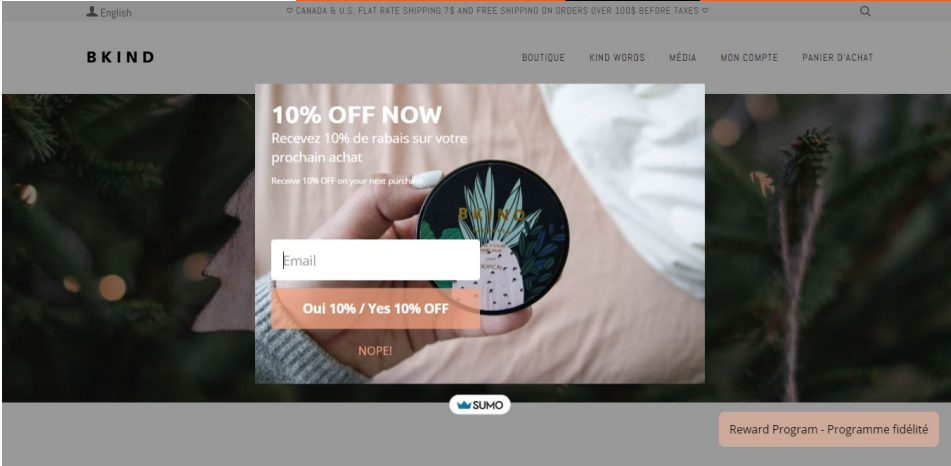 English
♡ CANADA & U.S. FLAT RATE SHIPPING 7$ AND FREE SHIPPING ON ORDERS OVER 100$ BEFORE TAXES ♡
BKIND
BOUTIQUE KIND WORDS MÉDIA MON COMPTE PANIER D'ACHAT
10% OFF NOW
Recevez 10% de rabais sur votre
prochain achat
Receive 10% OFF on your next purchase
BKIND
TROPICAL
Email
Oui 10% / Yes 10% OFF
NOPE!
SUMO
Reward Program - Programme fidélité